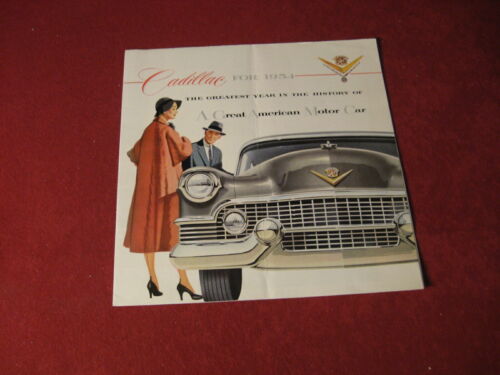 Cadillac FOR 1954
THE GREATEST YEAR IN THE HISTORY OF
A Great American Motor Car